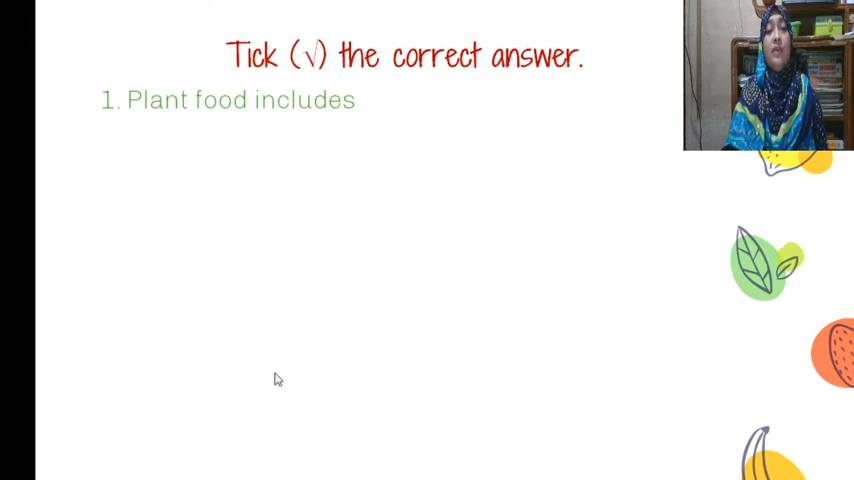 Tick (√) the correct answer.
1. Plant food includes